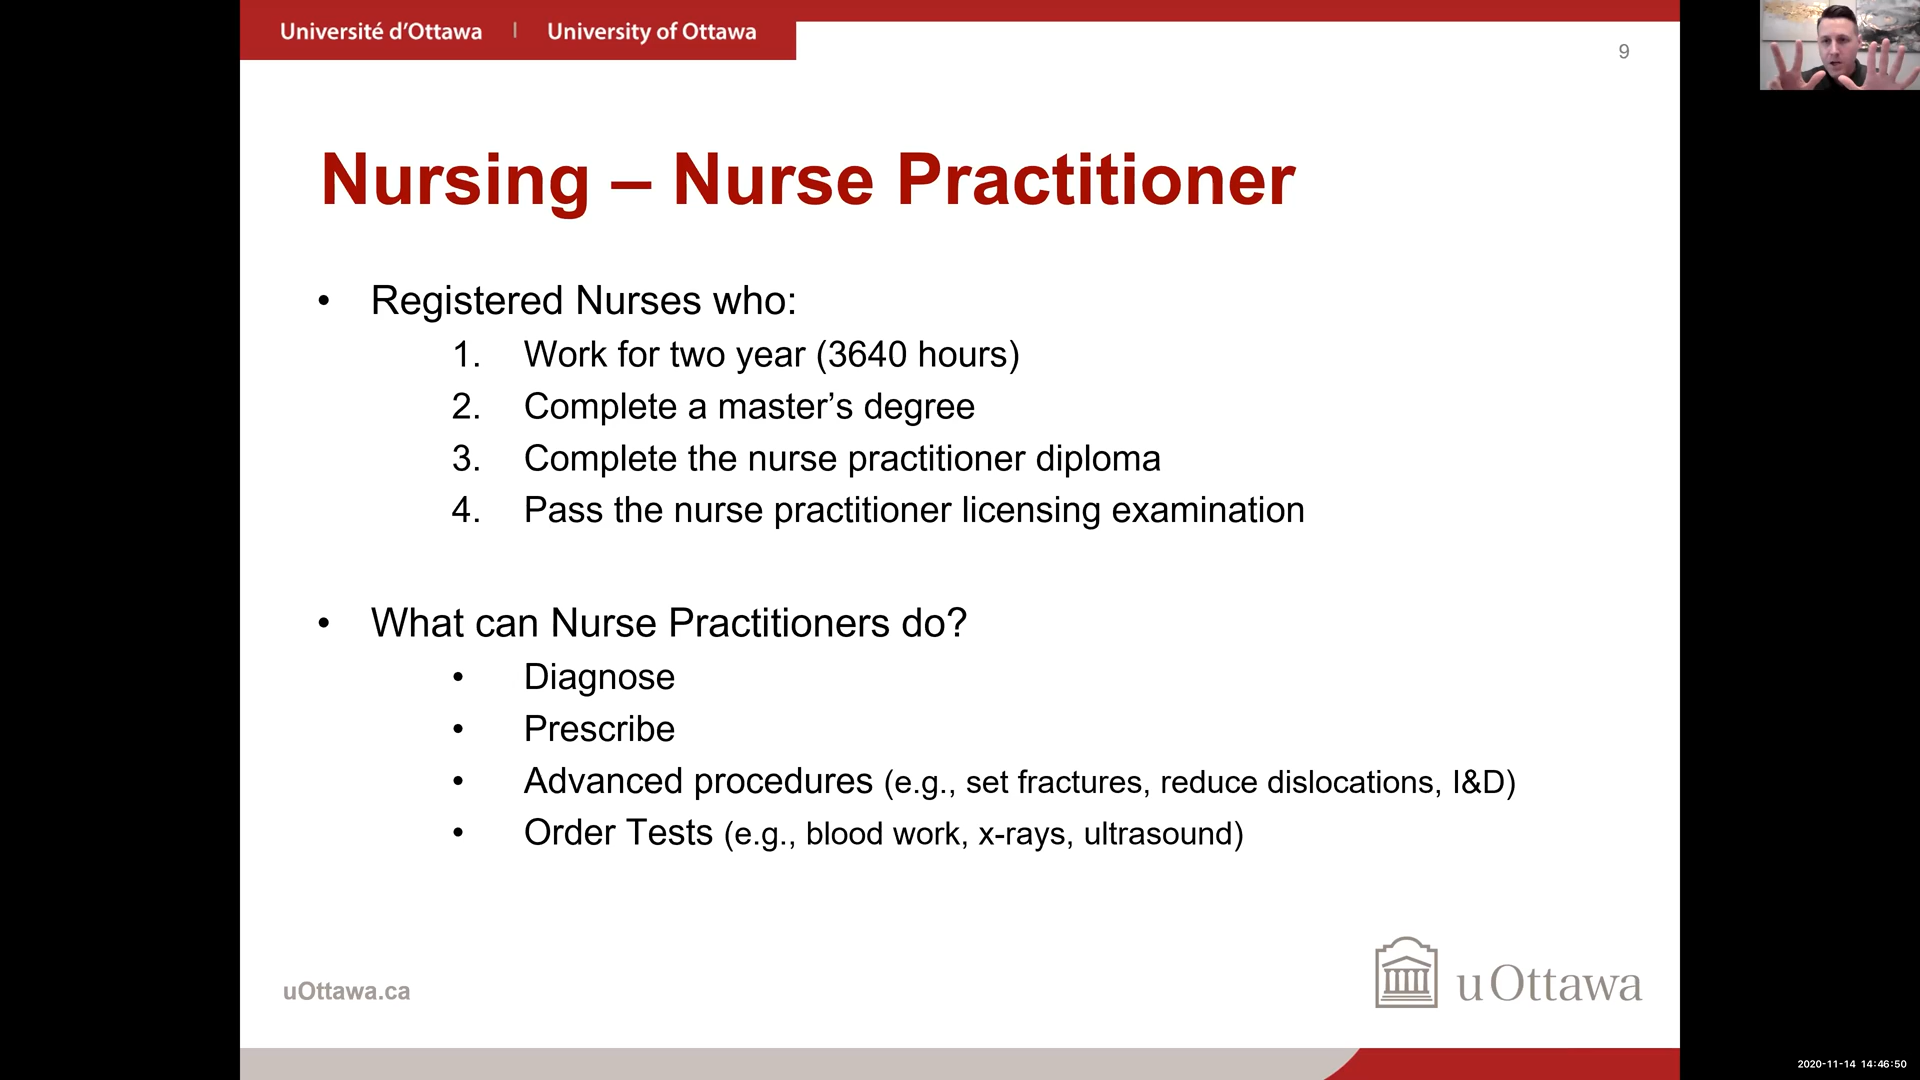 Université d'Ottawa | University of Ottawa
9
Nursing – Nurse Practitioner
• Registered Nurses who:
1. Work for two year (3640 hours)
2. Complete a master's degree
3. Complete the nurse practitioner diploma
4. Pass the nurse practitioner licensing examination
• What can Nurse Practitioners do?
• Diagnose
• Prescribe
• Advanced procedures (e.g., set fractures, reduce dislocations, I&D)
• Order Tests (e.g., blood work, x-rays, ultrasound)
uOttawa.ca
uOttawa
2020-11-14 14:46:50